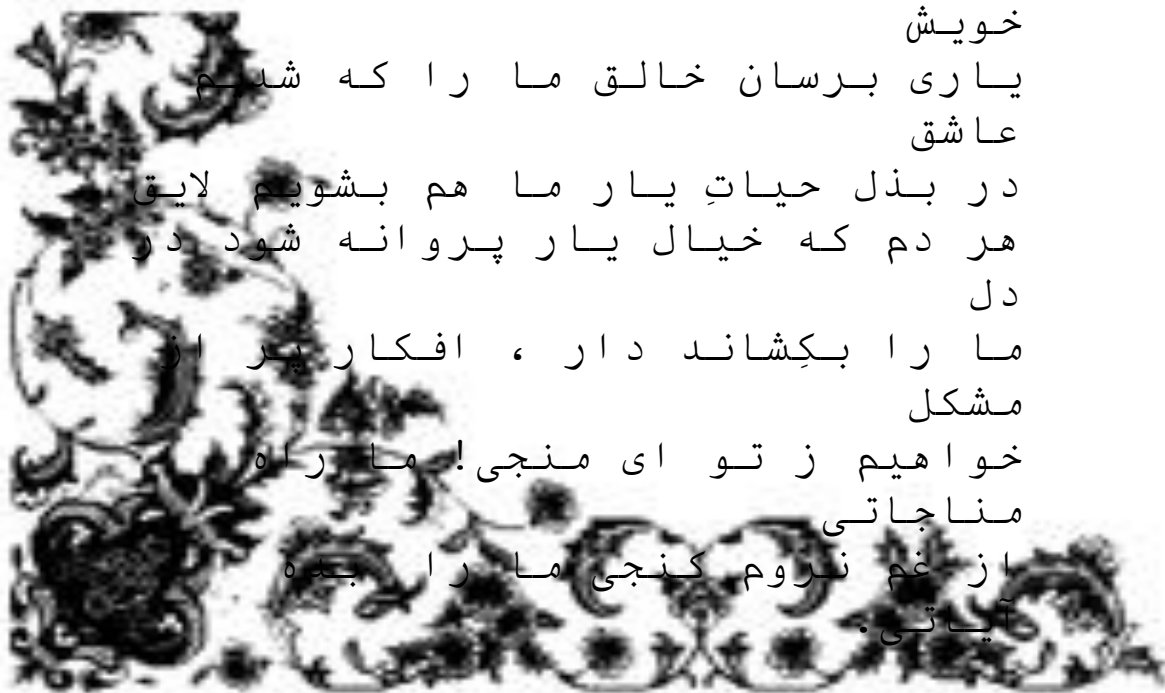 خویش
یاری برسان خالق ما را که شدیم
عاشق
در بذل حیاتِ یار ما هم بشویم لایق
هر دم که خیال یار پروانه شود در
دل
ما را بکِشاند دار ، افکار پر از
مشکل
خواهیم ز تو ای منجی! ما راه
مناجاتی
از غم نروم کنجی ما را بده
آیاتی.